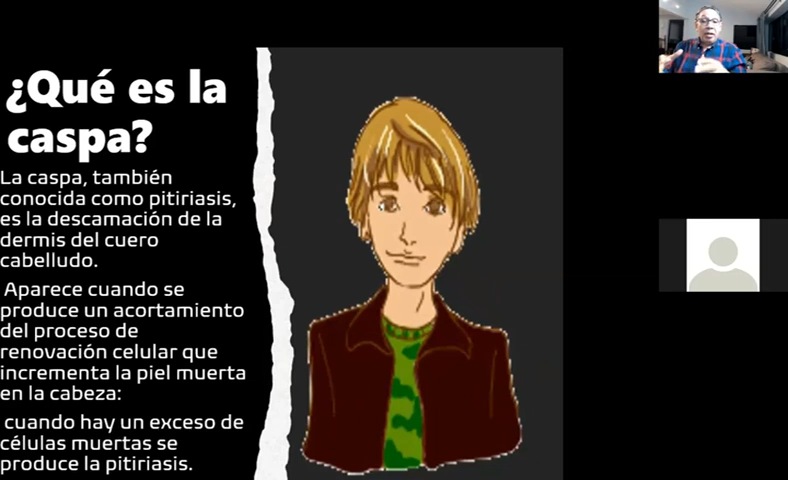 ¿Qué es la
caspa?
La caspa, también
conocida como pitiriasis,
es la descamación de la
dermis del cuero
cabelludo.
Aparece cuando se
produce un acortamiento
del proceso de
renovación celular que
incrementa la piel muerta
en la cabeza:
cuando hay un exceso de
células muertas se
produce la pitiriasis.